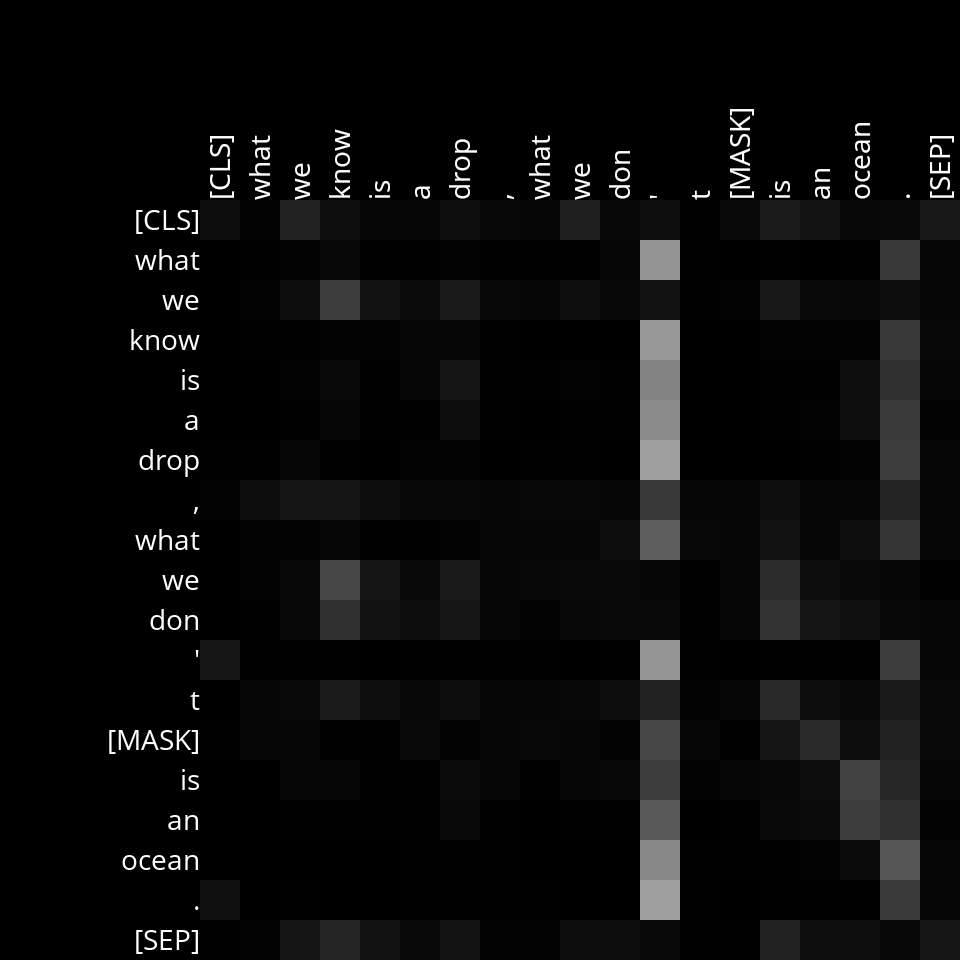 [CLS] what we know is a drop , what we don ' t [MASK] is an ocean . [SEP]
[CLS]
what
we
know
is
a
drop
,
what
we
don
'
t
[MASK]
is
an
ocean
.
[SEP]